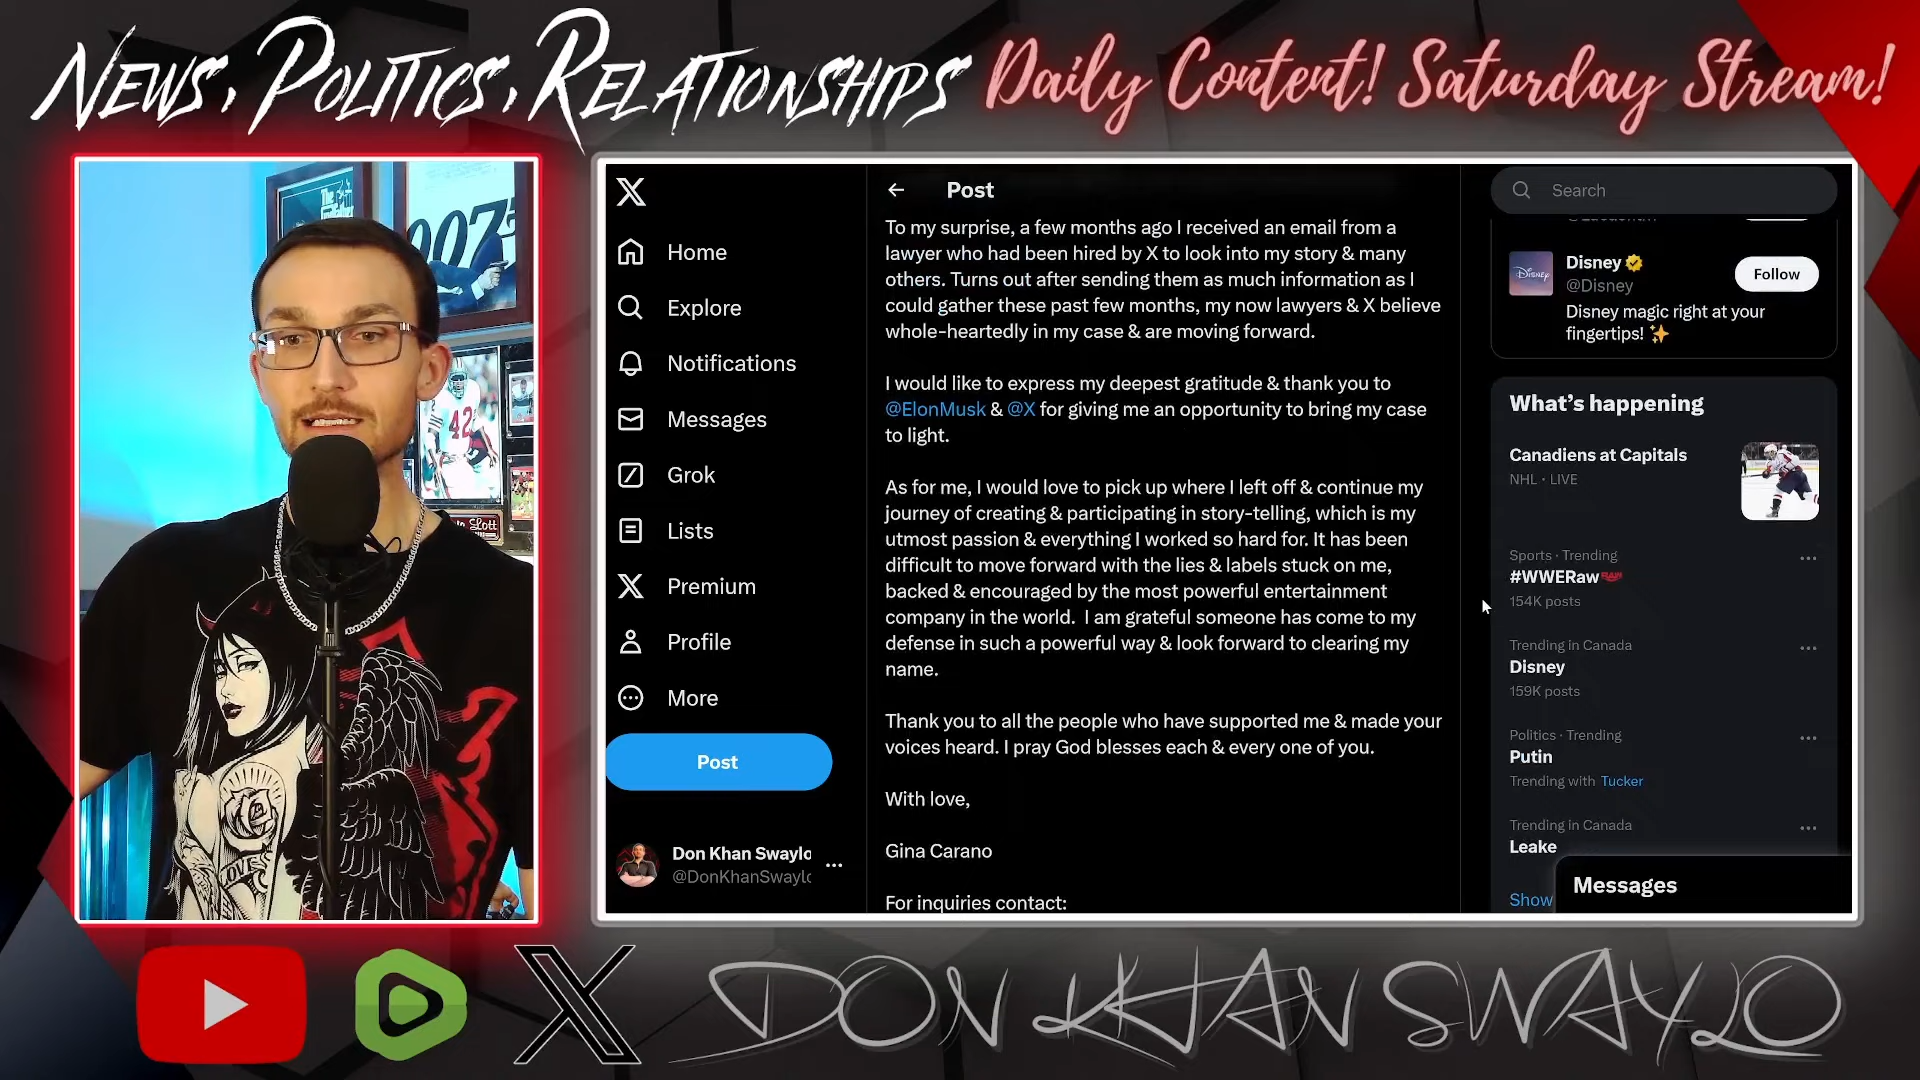 NEWS, POLITICS, RELATIONSHIPS
Daily Content! Saturday Stream!
007
42
Lott
LOVE
X
Home
Explore
Notifications
Messages
Grok
Lists
Premium
Profile
More
Post
Don Khan Swaylo
@DonKhanSwaylo
Post
To my surprise, a few months ago I received an email from a
lawyer who had been hired by X to look into my story & many
others. Turns out after sending them as much information as I
could gather these past few months, my now lawyers & X believe
whole-heartedly in my case & are moving forward.
I would like to express my deepest gratitude & thank you to
@ElonMusk & @X for giving me an opportunity to bring my case
to light.
As for me, I would love to pick up where I left off & continue my
journey of creating & participating in story-telling, which is my
utmost passion & everything I worked so hard for. It has been
difficult to move forward with the lies & labels stuck on me,
backed & encouraged by the most powerful entertainment
company in the world. I am grateful someone has come to my
defense in such a powerful way & look forward to clearing my
name.
Thank you to all the people who have supported me & made your
voices heard. I pray God blesses each & every one of you.
With love,
Gina Carano
For inquiries contact:
Search
Disney
Disney
@Disney
Follow
Disney magic right at your
fingertips! ✨
What's happening
Canadiens at Capitals
NHL · LIVE
Sports · Trending
#WWERaw
154K posts
Trending in Canada
Disney
159K posts
Politics · Trending
Putin
Trending with Tucker
Trending in Canada
Leake
Show
Messages
DON KHAN SWAYLO